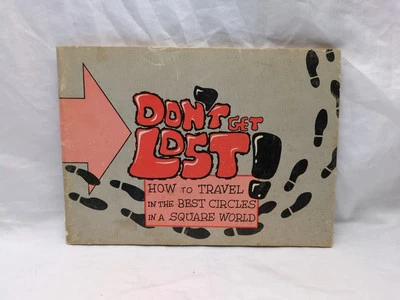 DON'T GET
LOST!
HOW TO TRAVEL
IN THE BEST CIRCLES
IN A SQUARE WORLD